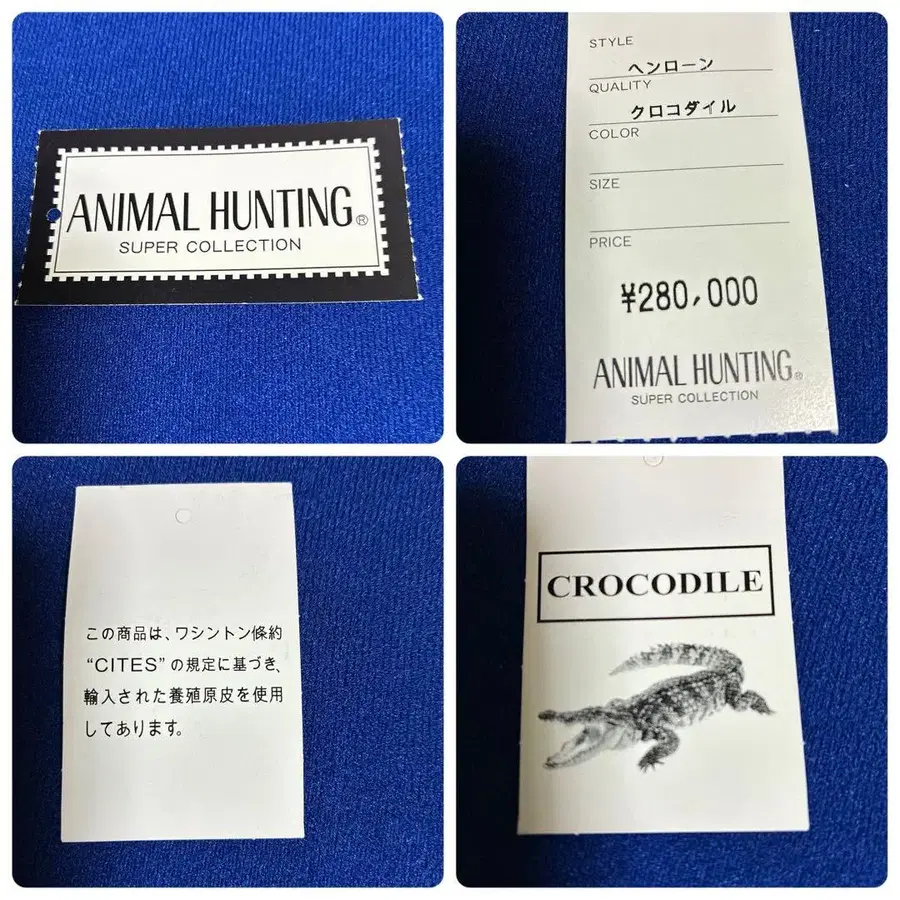 ANIMAL HUNTING®
SUPER COLLECTION
STYLE
ヘンローン
QUALITY
クロコダイル
COLOR
SIZE
PRICE
¥280,000
ANIMAL HUNTING®
SUPER COLLECTION
この商品は、ワシントン條約
“CITES”の規定に基づき、
輸入された養殖原皮を使用
してあります。
CROCODILE